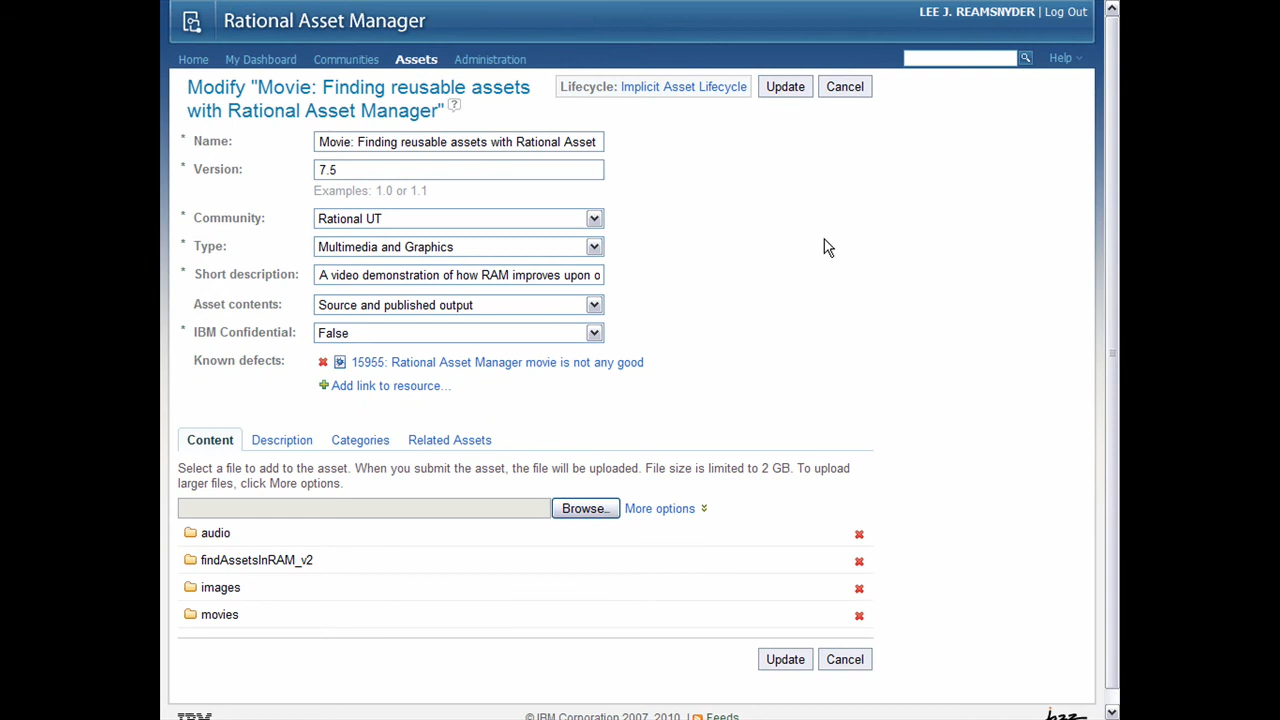 Rational Asset Manager
LEE J. REAMSNYDER | Log Out
Home My Dashboard Communities Assets Administration Help
Modify "Movie: Finding reusable assets with Rational Asset Manager" ?
Lifecycle: Implicit Asset Lifecycle Update Cancel
* Name: Movie: Finding reusable assets with Rational Asset
* Version: 7.5
Examples: 1.0 or 1.1
* Community: Rational UT
* Type: Multimedia and Graphics
* Short description: A video demonstration of how RAM improves upon o
Asset contents: Source and published output
* IBM Confidential: False
Known defects: 15955: Rational Asset Manager movie is not any good
Add link to resource...
Content Description Categories Related Assets
Select a file to add to the asset. When you submit the asset, the file will be uploaded. File size is limited to 2 GB. To upload
larger files, click More options.
Browse... More options
audio
findAssetsInRAM_v2
images
movies
Update Cancel
IBM © IBM Corporation 2007, 2010. | Feeds